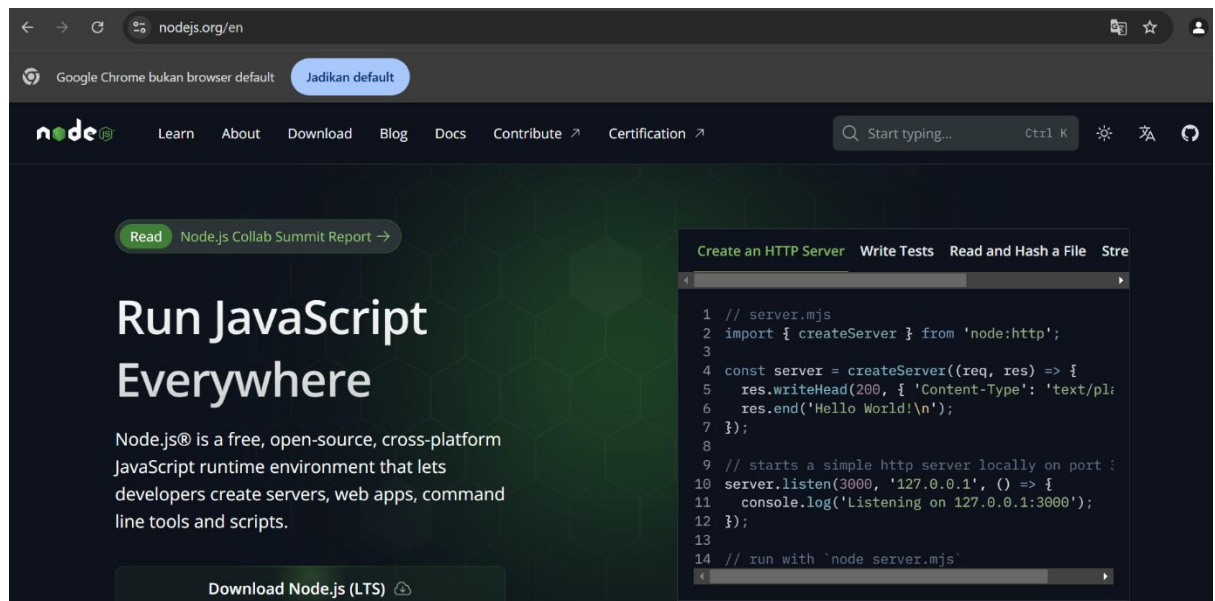 nodejs.org/en
Google Chrome bukan browser default Jadikan default
node JS Learn About Download Blog Docs Contribute ↗ Certification ↗ Start typing... Ctrl K
Read Node.js Collab Summit Report →
Run JavaScript
Everywhere
Node.js® is a free, open-source, cross-platform
JavaScript runtime environment that lets
developers create servers, web apps, command
line tools and scripts.
Download Node.js (LTS)
Create an HTTP Server Write Tests Read and Hash a File Stre
1 // server.mjs
2 import { createServer } from 'node:http';
3
4 const server = createServer((req, res) => {
5   res.writeHead(200, { 'Content-Type': 'text/pla
6   res.end('Hello World!\n');
7 });
8
9 // starts a simple http server locally on port 3
10 server.listen(3000, '127.0.0.1', () => {
11   console.log('Listening on 127.0.0.1:3000');
12 });
13
14 // run with `node server.mjs`